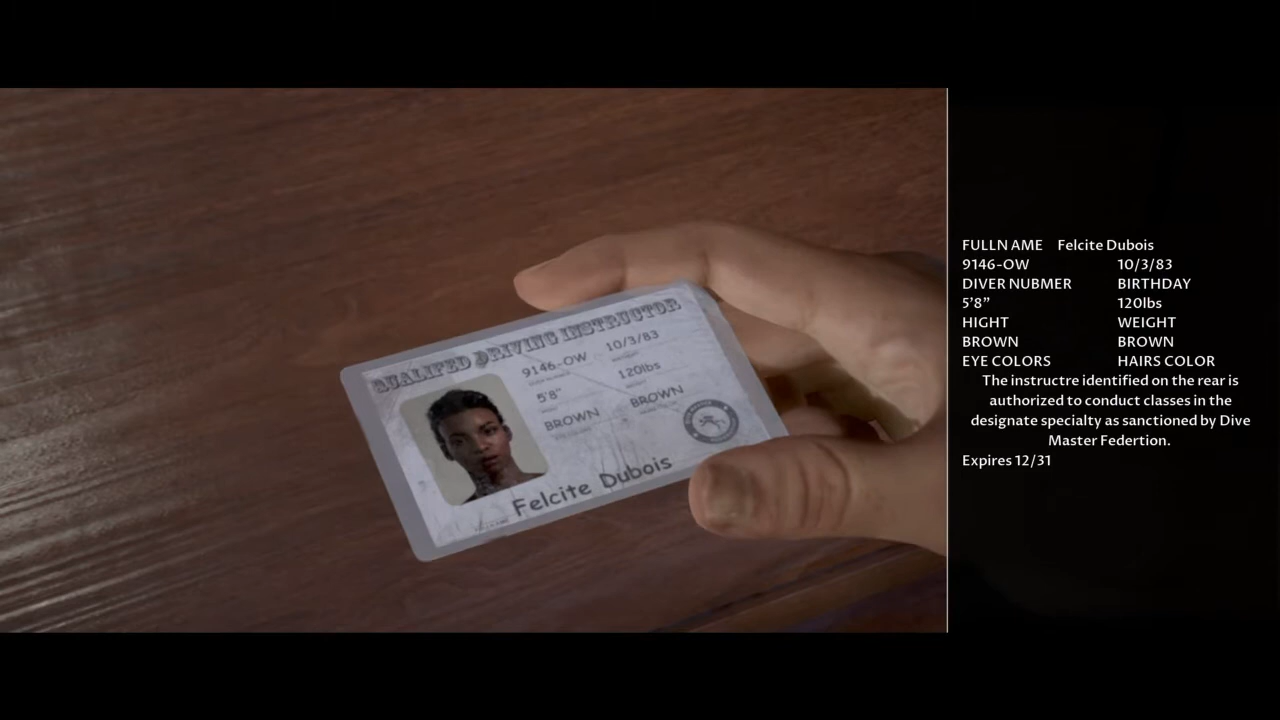 QUALIFED DRIVING INSTRUCTOR
9146-OW 10/3/83
5'8" 120lbs
BROWN BROWN
Felcite Dubois
FULLN AME Felcite Dubois
9146-OW 10/3/83
DIVER NUBMER BIRTHDAY
5'8” 120lbs
HIGHT WEIGHT
BROWN BROWN
EYE COLORS HAIRS COLOR
The instructre identified on the rear is
authorized to conduct classes in the
designate specialty as sanctioned by Dive
Master Federtion.
Expires 12/31